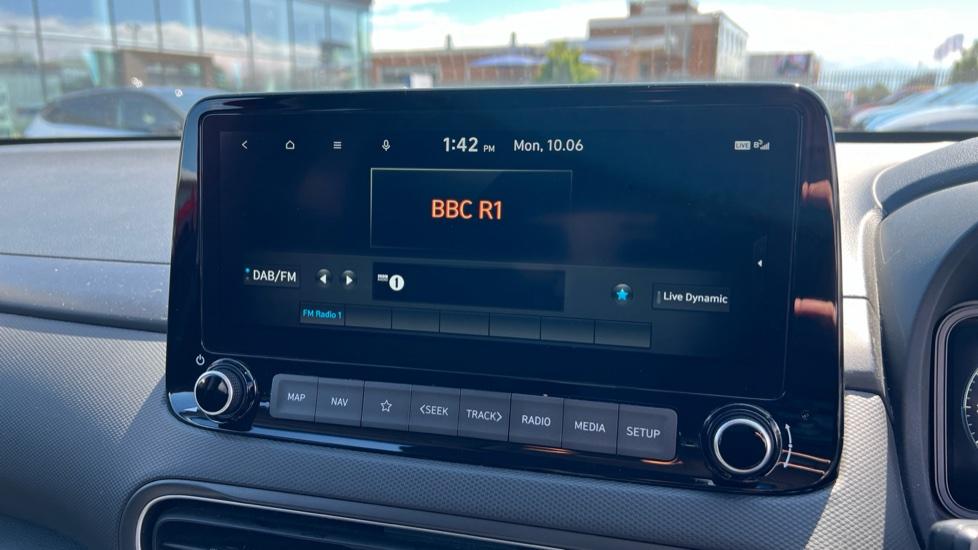 1:42 PM Mon, 10.06 LIVE
BBC R1
DAB/FM 1 Live Dynamic
FM Radio 1
MAP NAV <SEEK TRACK> RADIO MEDIA SETUP